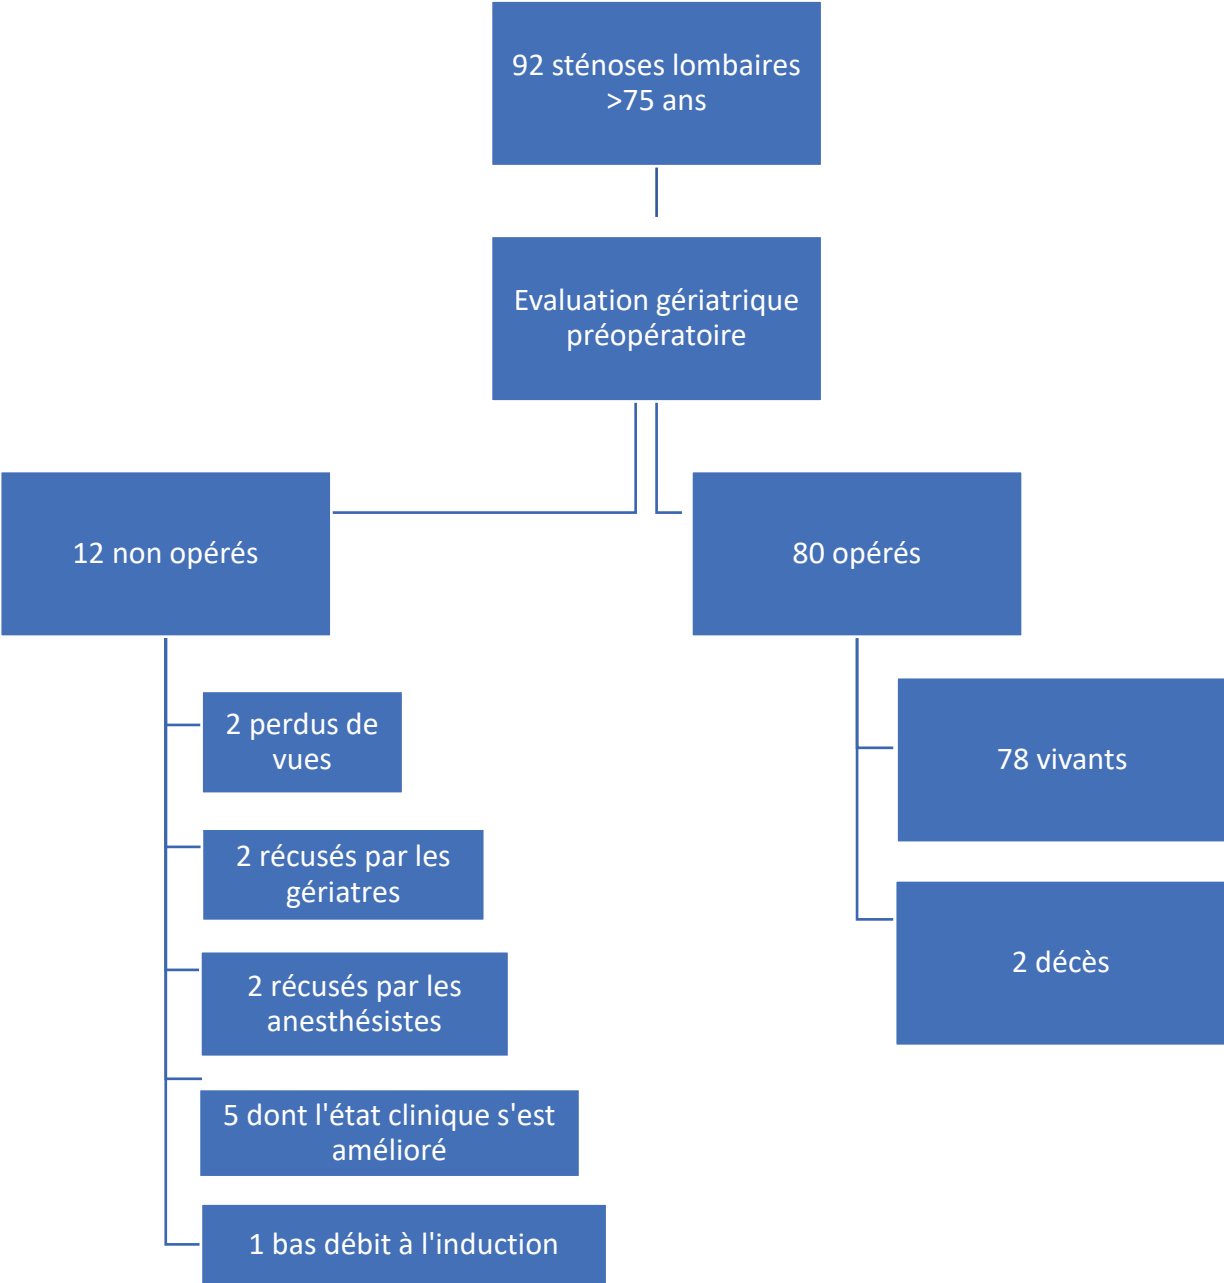 92 sténoses lombaires
>75 ans
Evaluation gériatrique
préopératoire
12 non opérés
80 opérés
2 perdus de
vues
78 vivants
2 récusés par les
gériatres
2 décès
2 récusés par les
anesthésistes
5 dont l'état clinique s'est
amélioré
1 bas débit à l'induction